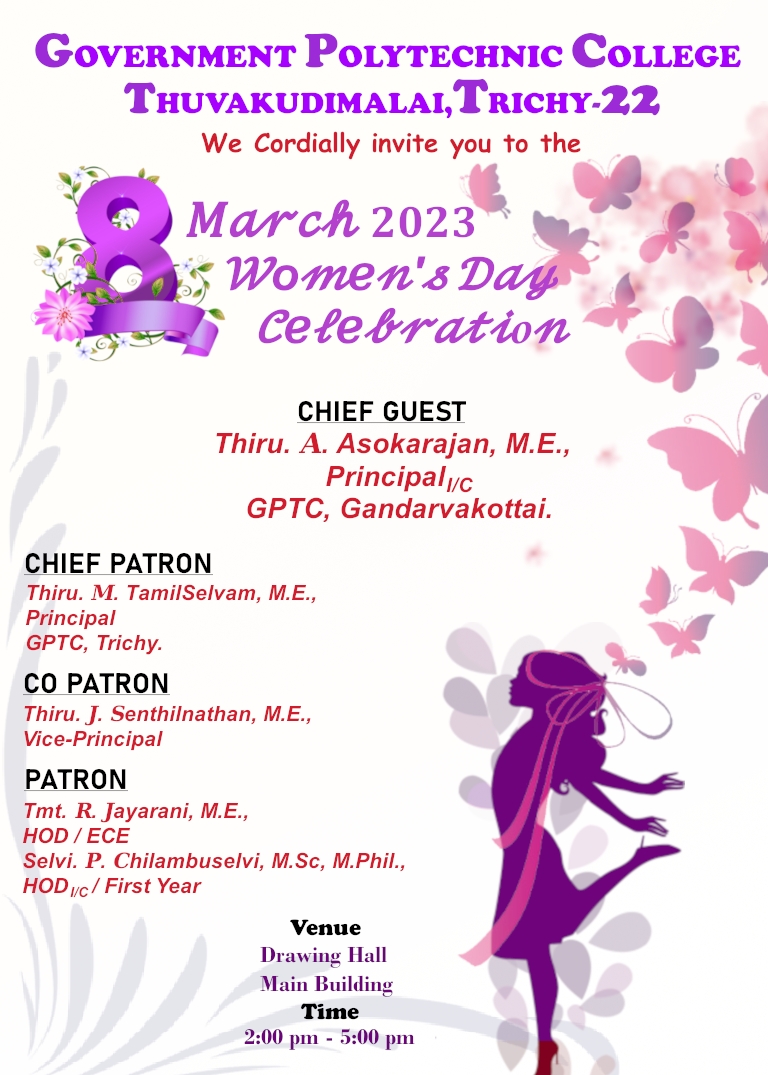 Government Polytechnic College
Thuvakudimalai,Trichy-22
We Cordially invite you to the
8 March 2023
Women's Day
Celebration
CHIEF GUEST
Thiru. A. Asokarajan, M.E.,
Principal I/C
GPTC, Gandarvakottai.
CHIEF PATRON
Thiru. M. TamilSelvam, M.E.,
Principal
GPTC, Trichy.
CO PATRON
Thiru. J. Senthilnathan, M.E.,
Vice-Principal
PATRON
Tmt. R. Jayarani, M.E.,
HOD / ECE
Selvi. P. Chilambuselvi, M.Sc, M.Phil.,
HOD I/C / First Year
Venue
Drawing Hall
Main Building
Time
2:00 pm - 5:00 pm